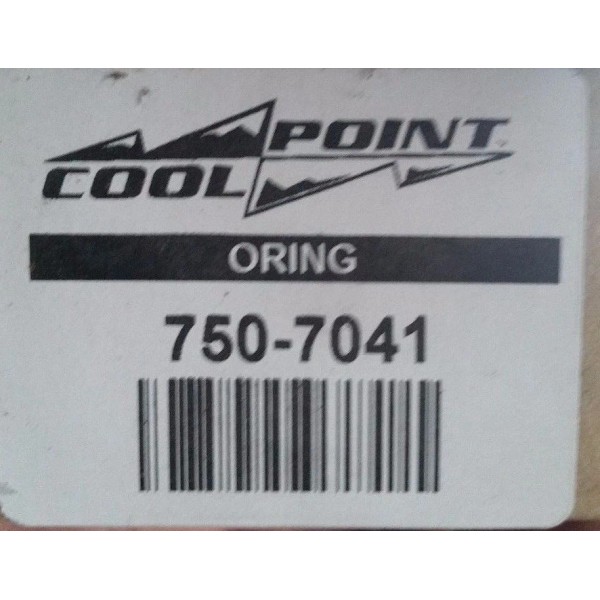 POINT
COOL
ORING
750-7041